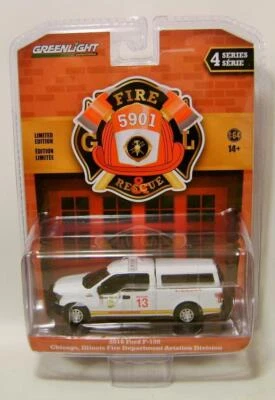 GREENLIGHT
4 SERIES
SÉRIE
FIRE
5901
G L
RESCUE
LIMITED
EDITION
ÉDITION
LIMITÉE
1:64
14+
13
2016 Ford F-150
Chicago, Illinois Fire Department Aviation Division